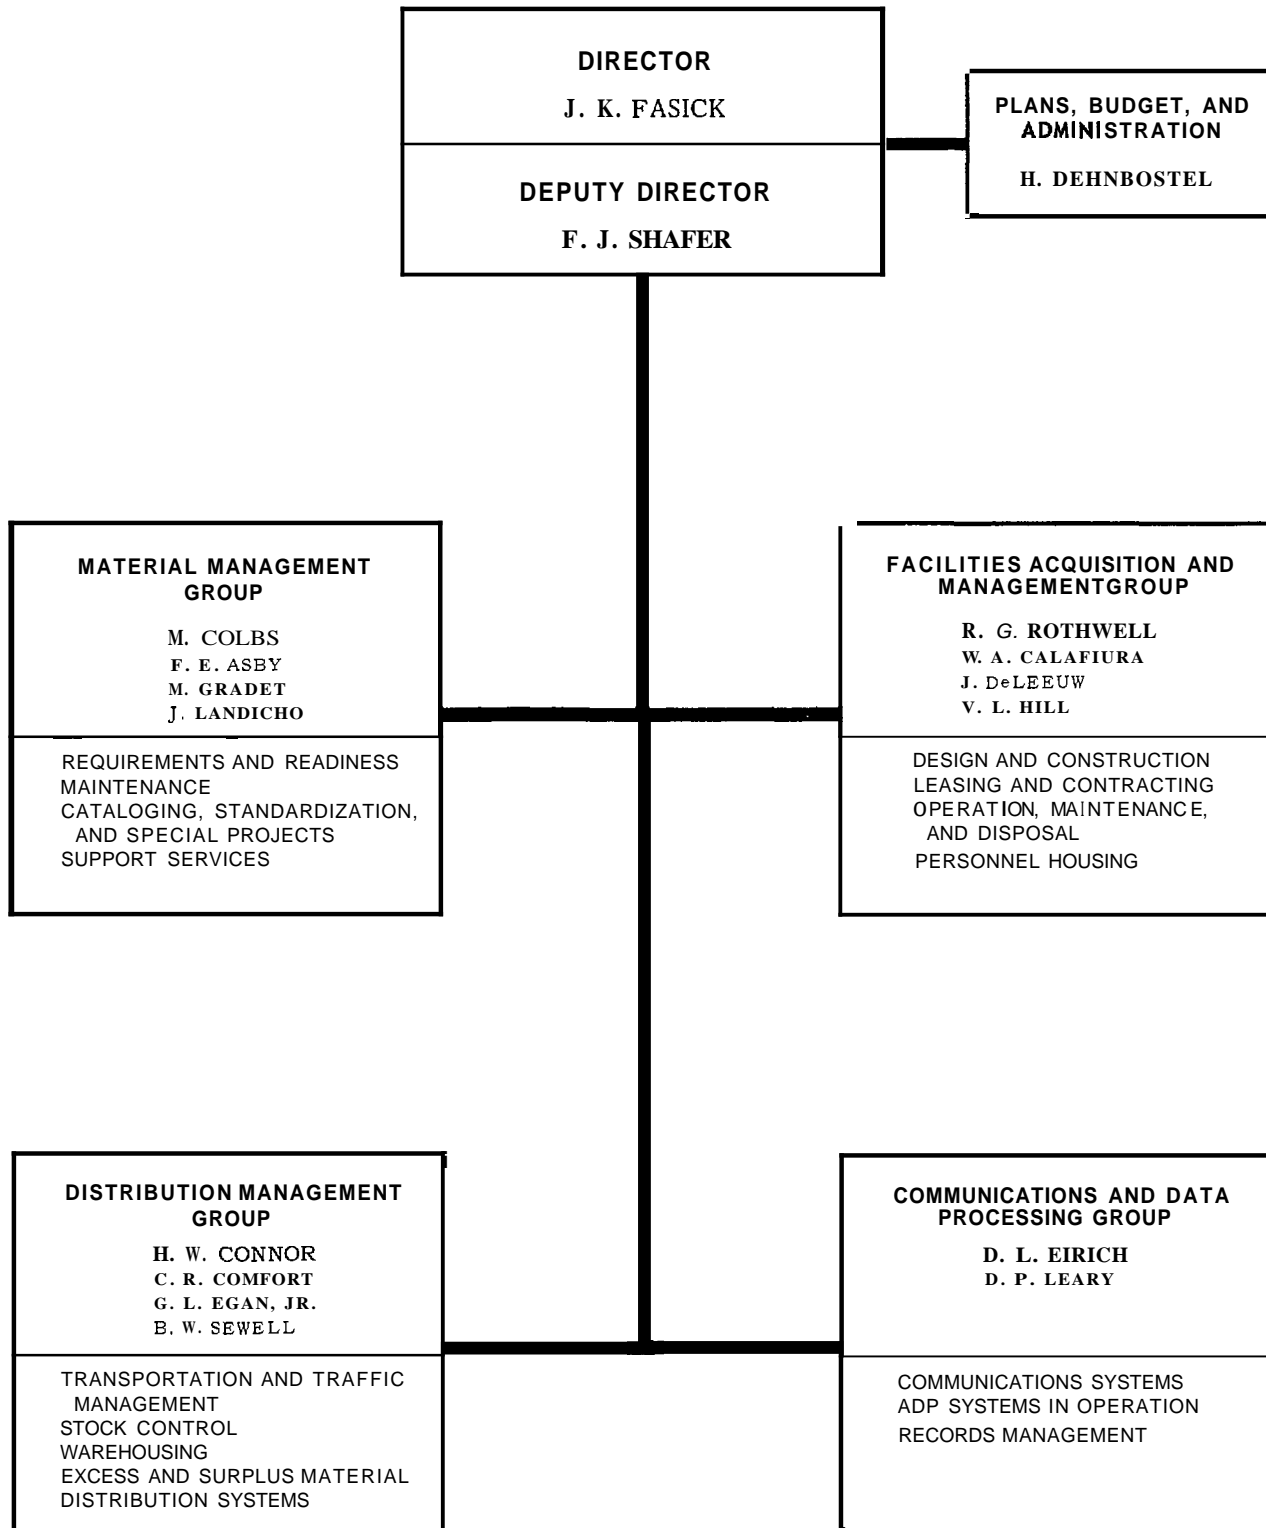 DIRECTOR
J. K. FASICK
DEPUTY DIRECTOR
F. J. SHAFER
PLANS, BUDGET, AND
ADMINISTRATION
H. DEHNBOSTEL
MATERIAL MANAGEMENT
GROUP
M. COLBS
F. E. ASBY
M. GRADET
J. LANDICHO
REQUIREMENTS AND READINESS
MAINTENANCE
CATALOGING, STANDARDIZATION,
AND SPECIAL PROJECTS
SUPPORT SERVICES
FACILITIES ACQUISITION AND
MANAGEMENTGROUP
R. G. ROTHWELL
W. A. CALAFIURA
J. DeLEEUW
V. L. HILL
DESIGN AND CONSTRUCTION
LEASING AND CONTRACTING
OPERATION, MAINTENANCE,
AND DISPOSAL
PERSONNEL HOUSING
DISTRIBUTION MANAGEMENT
GROUP
H. W. CONNOR
C. R. COMFORT
G. L. EGAN, JR.
B. W. SEWELL
TRANSPORTATION AND TRAFFIC
MANAGEMENT
STOCK CONTROL
WAREHOUSING
EXCESS AND SURPLUS MATERIAL
DISTRIBUTION SYSTEMS
COMMUNICATIONS AND DATA
PROCESSING GROUP
D. L. EIRICH
D. P. LEARY
COMMUNICATIONS SYSTEMS
ADP SYSTEMS IN OPERATION
RECORDS MANAGEMENT